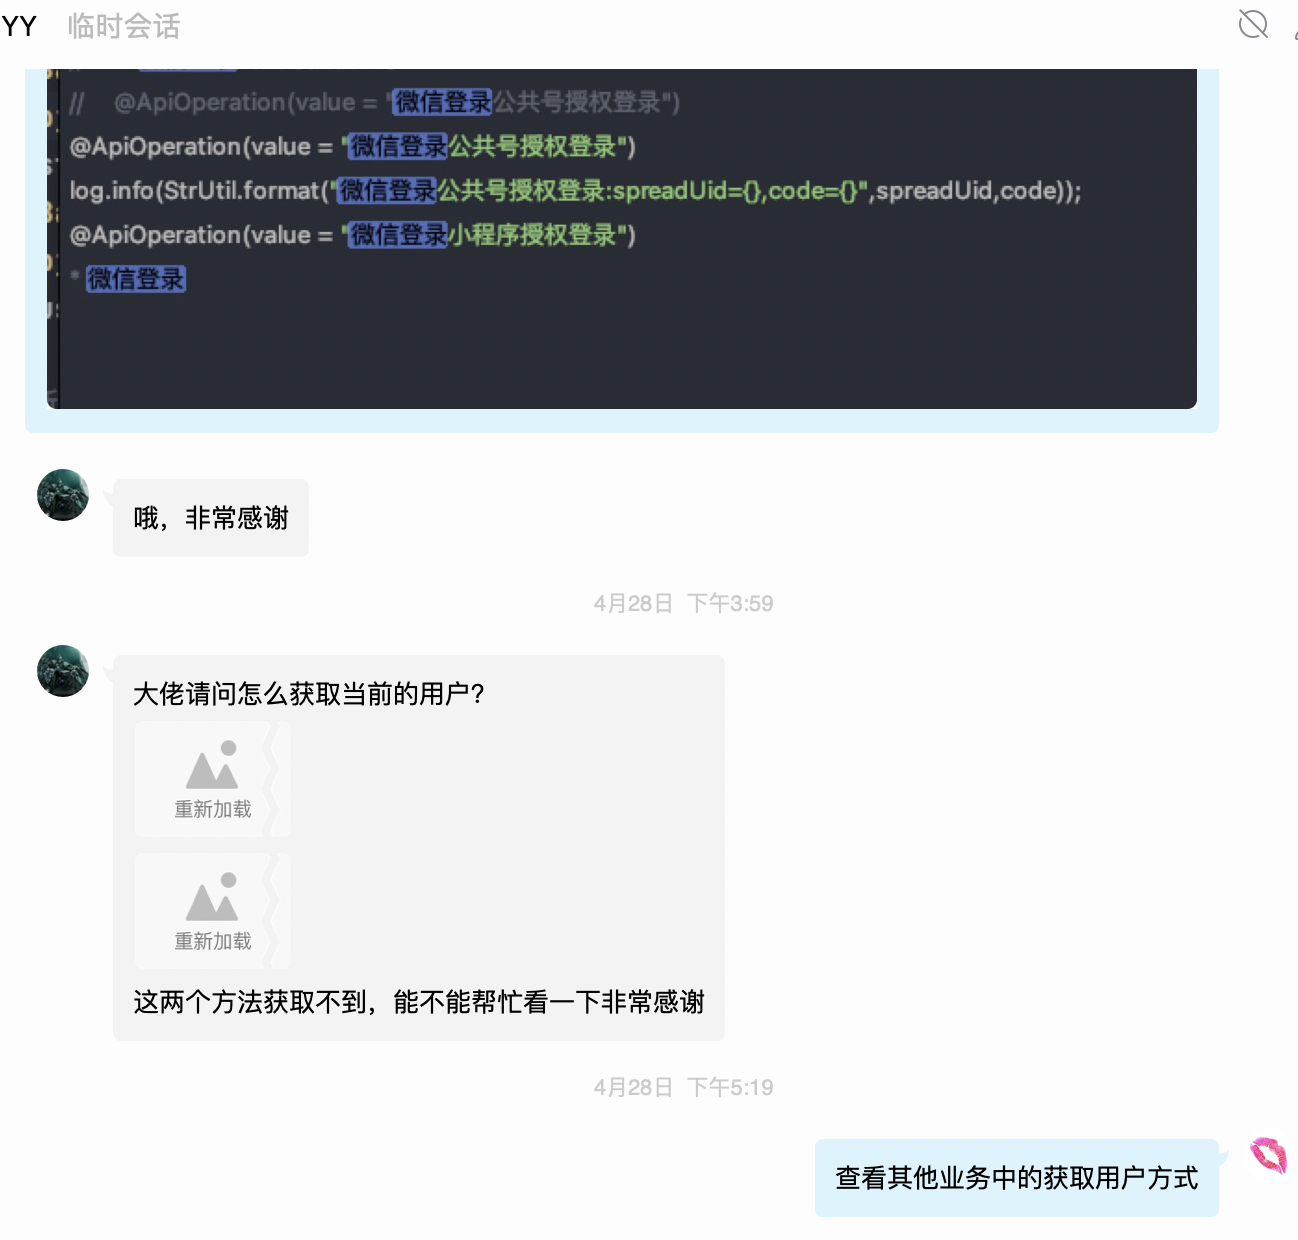 YY 临时会话
// @ApiOperation(value = "微信登录公共号授权登录")
@ApiOperation(value = "微信登录公共号授权登录")
log.info(StrUtil.format("微信登录公共号授权登录:spreadUid={},code={}",spreadUid,code));
@ApiOperation(value = "微信登录小程序授权登录")
* 微信登录
哦，非常感谢
4月28日 下午3:59
大佬请问怎么获取当前的用户？
重新加载
重新加载
这两个方法获取不到，能不能帮忙看一下非常感谢
4月28日 下午5:19
查看其他业务中的获取用户方式